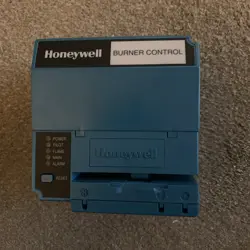 Honeywell
BURNER CONTROL
Honeywell
POWER
PILOT
FLAME
MAIN
ALARM
RESET